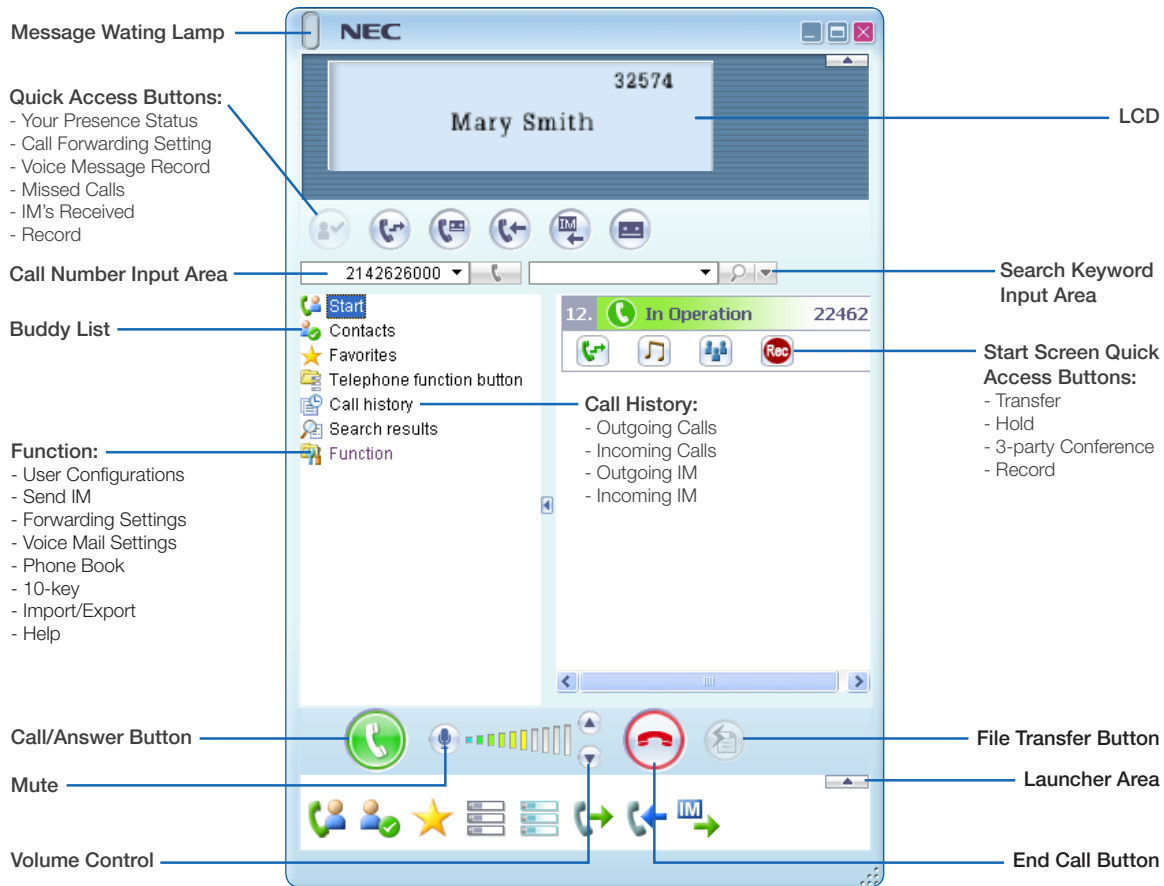 Message Wating Lamp
NEC
32574
Mary Smith
LCD
Quick Access Buttons:
- Your Presence Status
- Call Forwarding Setting
- Voice Message Record
- Missed Calls
- IM's Received
- Record
IM
Call Number Input Area
2142626000
Search Keyword
Input Area
Buddy List
Start
Contacts
Favorites
Telephone function button
Call history
Search results
Function
12. In Operation 22462
Rec
Start Screen Quick
Access Buttons:
- Transfer
- Hold
- 3-party Conference
- Record
Call History:
- Outgoing Calls
- Incoming Calls
- Outgoing IM
- Incoming IM
Function:
- User Configurations
- Send IM
- Forwarding Settings
- Voice Mail Settings
- Phone Book
- 10-key
- Import/Export
- Help
Call/Answer Button
File Transfer Button
Mute
Launcher Area
IM
Volume Control
End Call Button